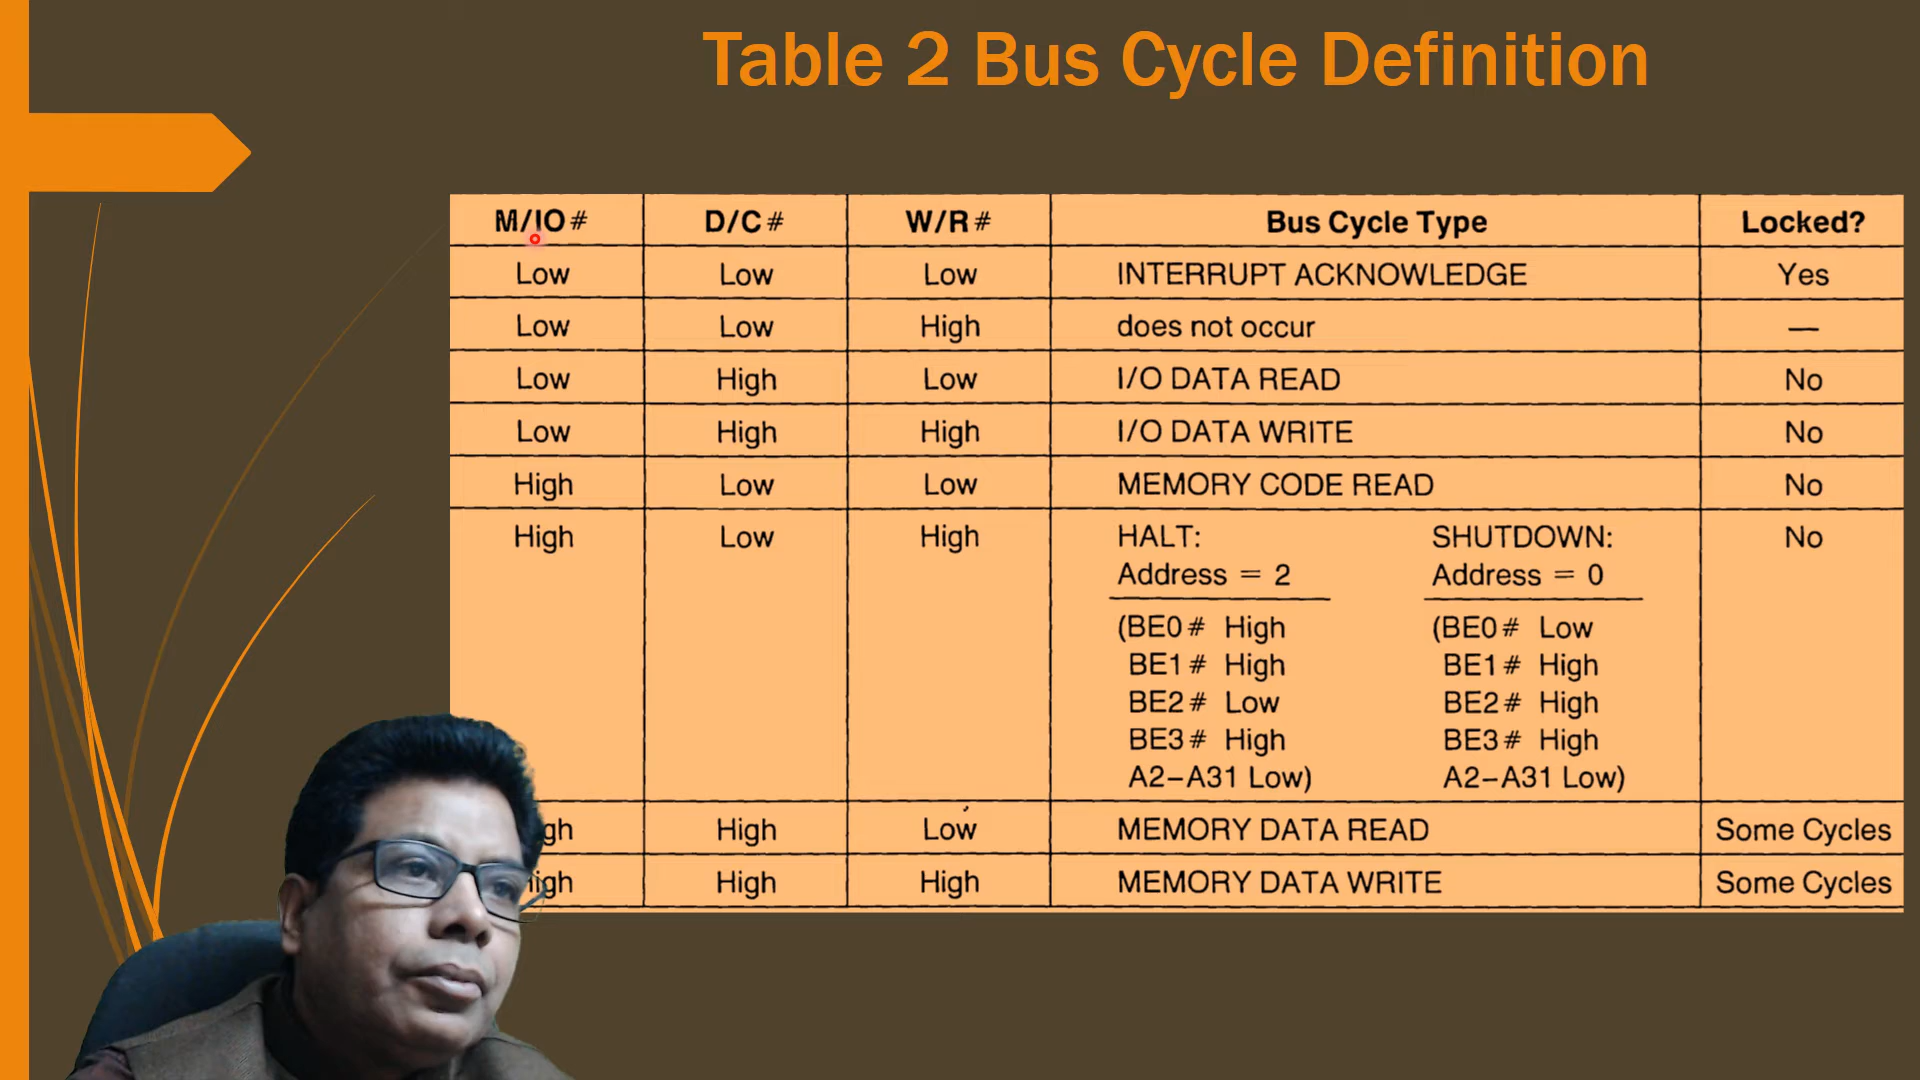 Table 2 Bus Cycle Definition
M/IO# D/C# W/R# Bus Cycle Type Locked?
Low Low Low INTERRUPT ACKNOWLEDGE Yes
Low Low High does not occur —
Low High Low I/O DATA READ No
Low High High I/O DATA WRITE No
High Low Low MEMORY CODE READ No
High Low High HALT: SHUTDOWN: No
Address = 2 Address = 0
(BE0# High (BE0# Low
BE1# High BE1# High
BE2# Low BE2# High
BE3# High BE3# High
A2–A31 Low) A2–A31 Low)
High Low MEMORY DATA READ Some Cycles
High High MEMORY DATA WRITE Some Cycles